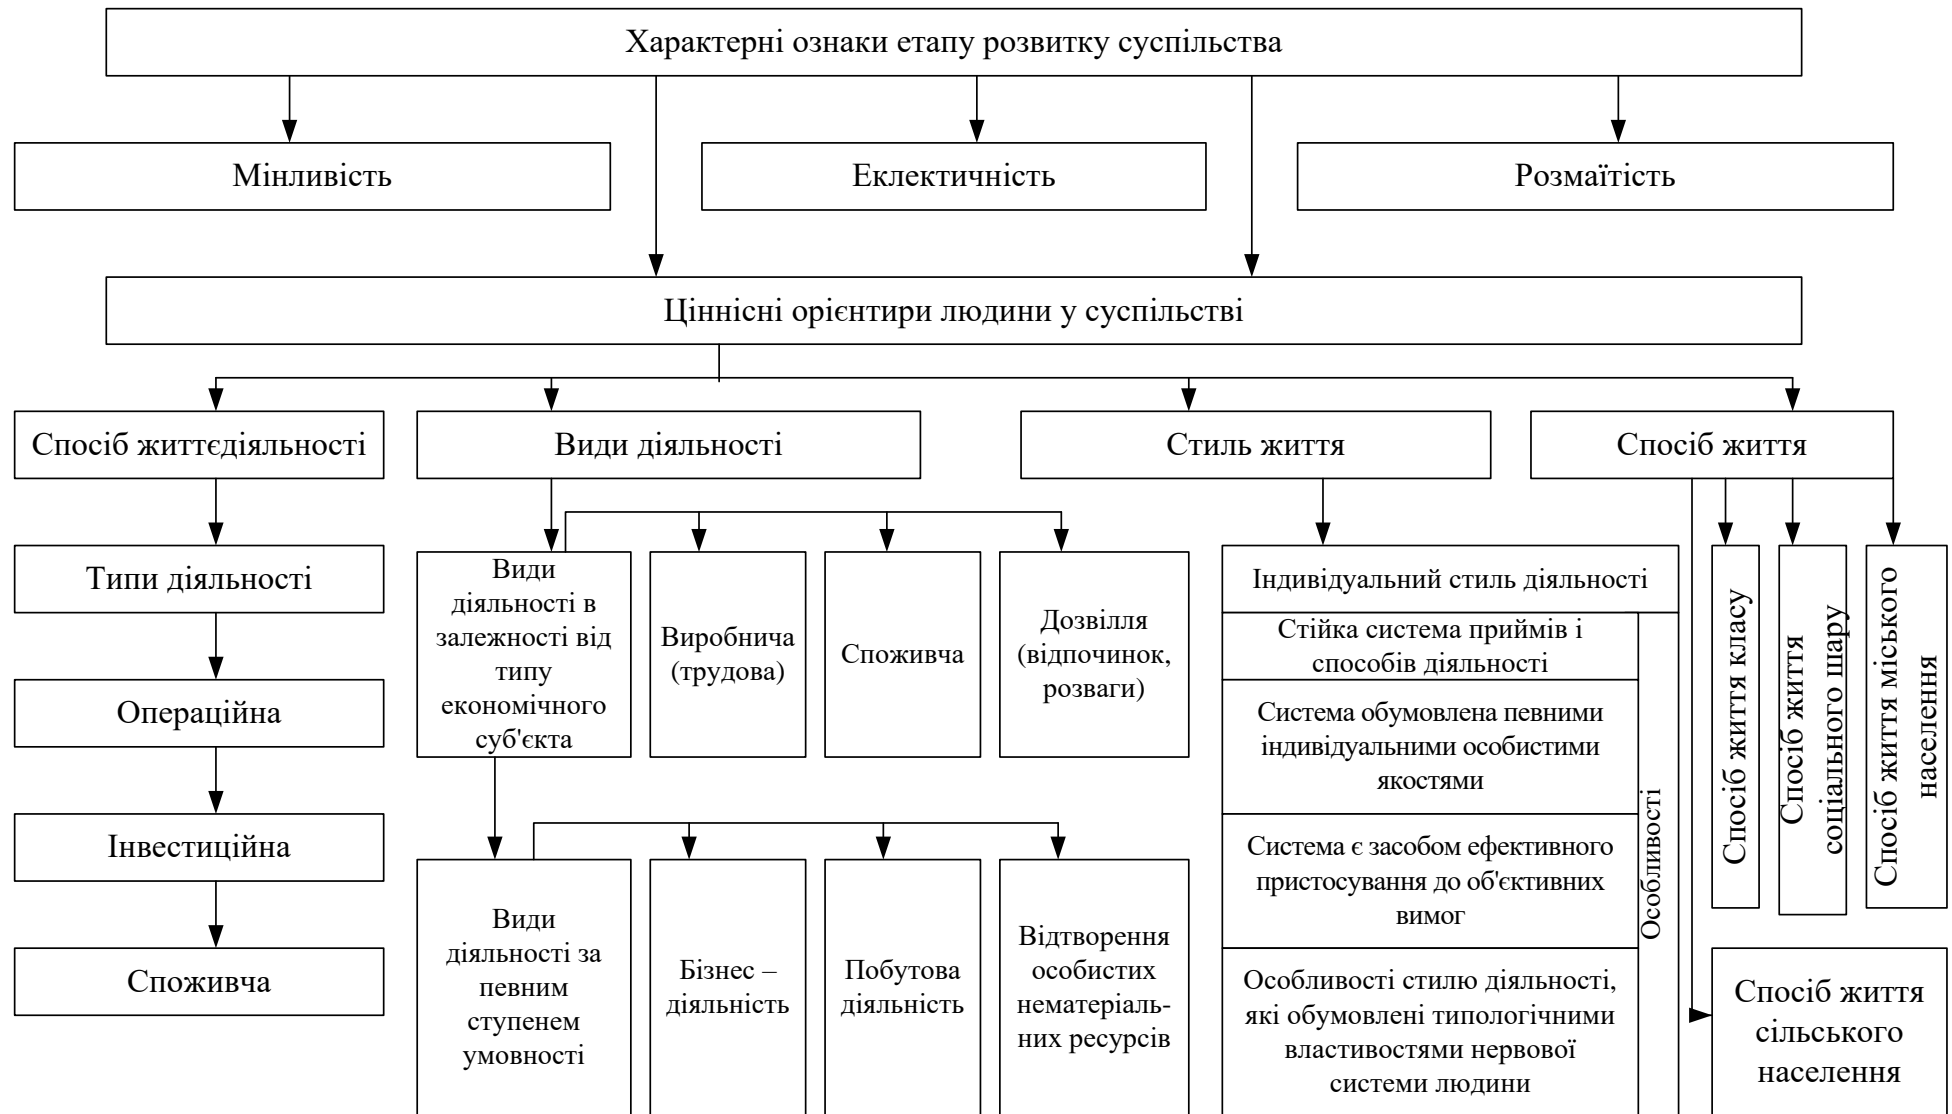 Характерні ознаки етапу розвитку суспільства
Мінливість
Еклектичність
Розмаїтість
Ціннісні орієнтири людини у суспільстві
Спосіб життєдіяльності
Види діяльності
Стиль життя
Спосіб життя
Типи діяльності
Операційна
Інвестиційна
Споживча
Види
діяльності в
залежності від
типу
економічного
суб'єкта
Виробнича
(трудова)
Споживча
Дозвілля
(відпочинок,
розваги)
Види
діяльності за
певним
ступенем
умовності
Бізнес –
діяльність
Побутова
діяльність
Відтворення
особистих
нематеріаль-
них ресурсів
Індивідуальний стиль діяльності
Стійка система приймів і
способів діяльності
Система обумовлена певними
індивідуальними особистими
якостями
Система є засобом ефективного
пристосування до об'єктивних
вимог
Особливості стилю діяльності,
які обумовлені типологічними
властивостями нервової
системи людини
Особливості
Спосіб життя класу
Спосіб життя
соціального шару
Спосіб життя міського
населення
Спосіб життя
сільського
населення